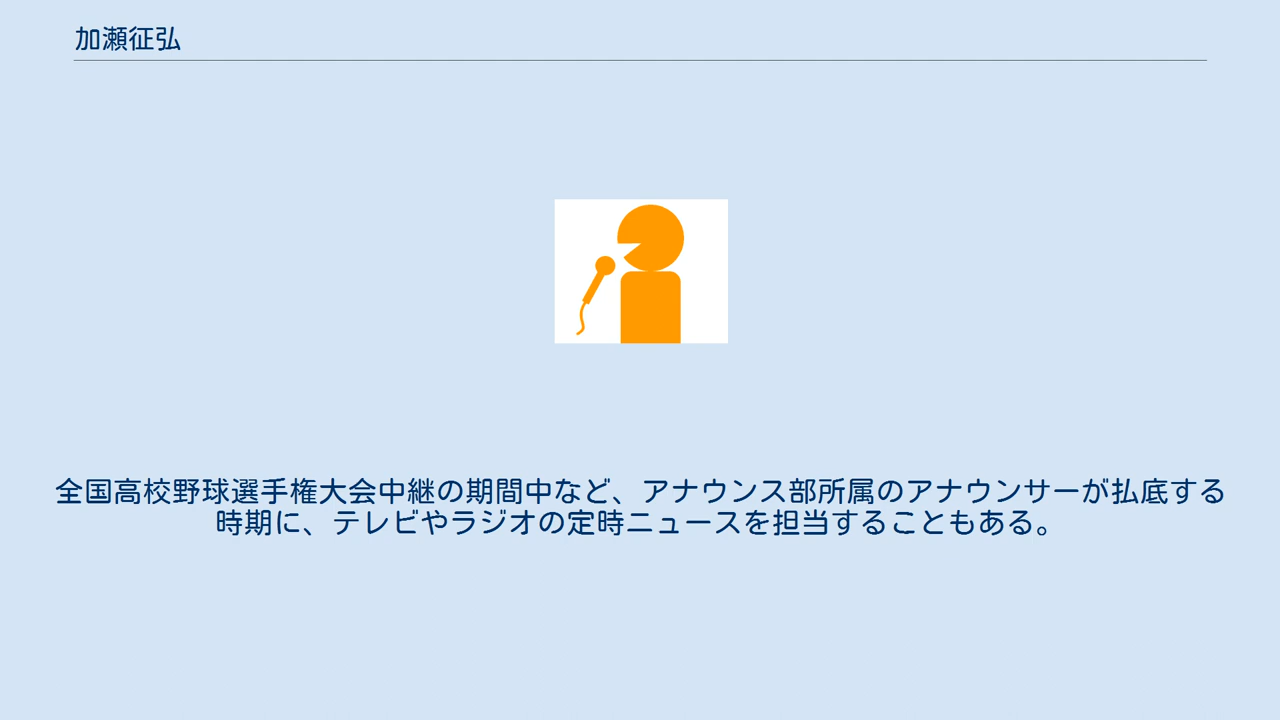 加瀬征弘
全国高校野球選手権大会中継の期間中など、アナウンス部所属のアナウンサーが払底する
時期に、テレビやラジオの定時ニュースを担当することもある。